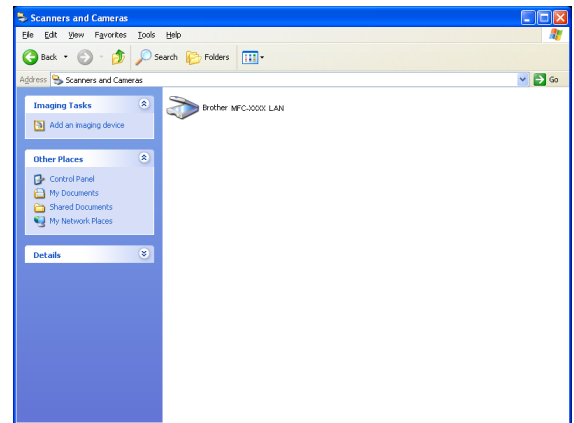 Scanners and Cameras
File Edit View Favorites Tools Help
Back Search Folders
Address Scanners and Cameras Go
Imaging Tasks
Add an imaging device
Other Places
Control Panel
My Documents
Shared Documents
My Network Places
Details
Brother MFC-XXXX LAN